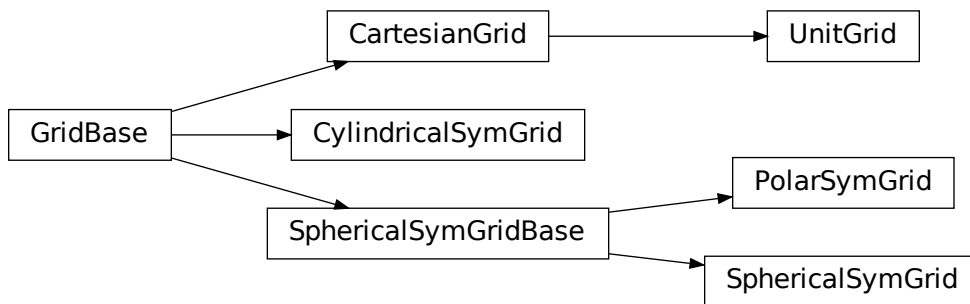 CartesianGrid
UnitGrid
GridBase
CylindricalSymGrid
PolarSymGrid
SphericalSymGridBase
SphericalSymGrid